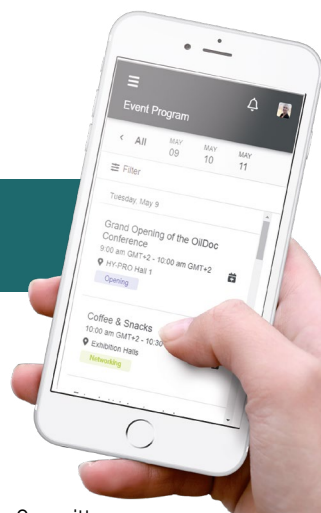 Event Program
‹ All MAY 09 MAY 10 MAY 11
Filter
Tuesday, May 9
Grand Opening of the OilDoc
Conference
9:00 am GMT+2 - 10:00 am GMT+2
HY-PRO Hall 1
Opening
Coffee & Snacks
10:00 am GMT+2 - 10:30
Exhibition Halls
Networking